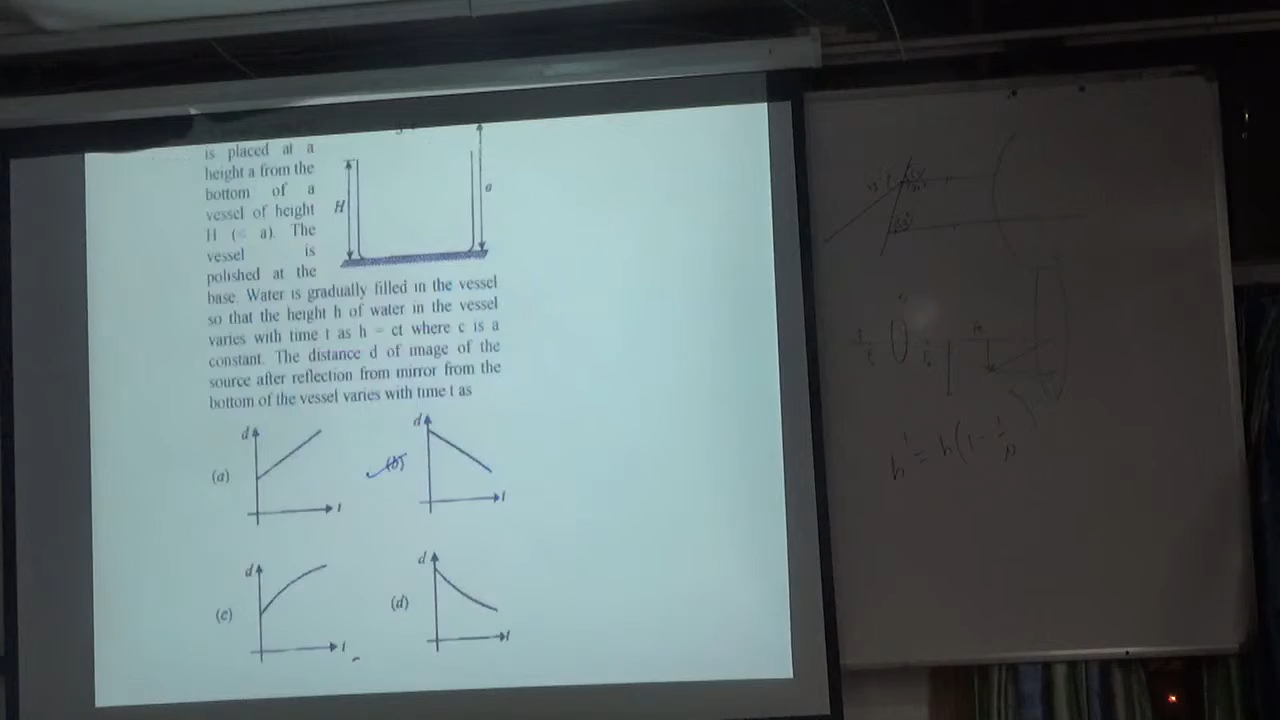 is placed at a
height a from the
bottom of a
vessel of height
H (< a). The
vessel is
polished at the
base. Water is gradually filled in the vessel
so that the height h of water in the vessel
varies with time t as h = ct where c is a
constant. The distance d of image of the
source after reflection from mirror from the
bottom of the vessel varies with time t as
H
a
(a)
d
t
(b)
d
t
(c)
d
t
(d)
d
t